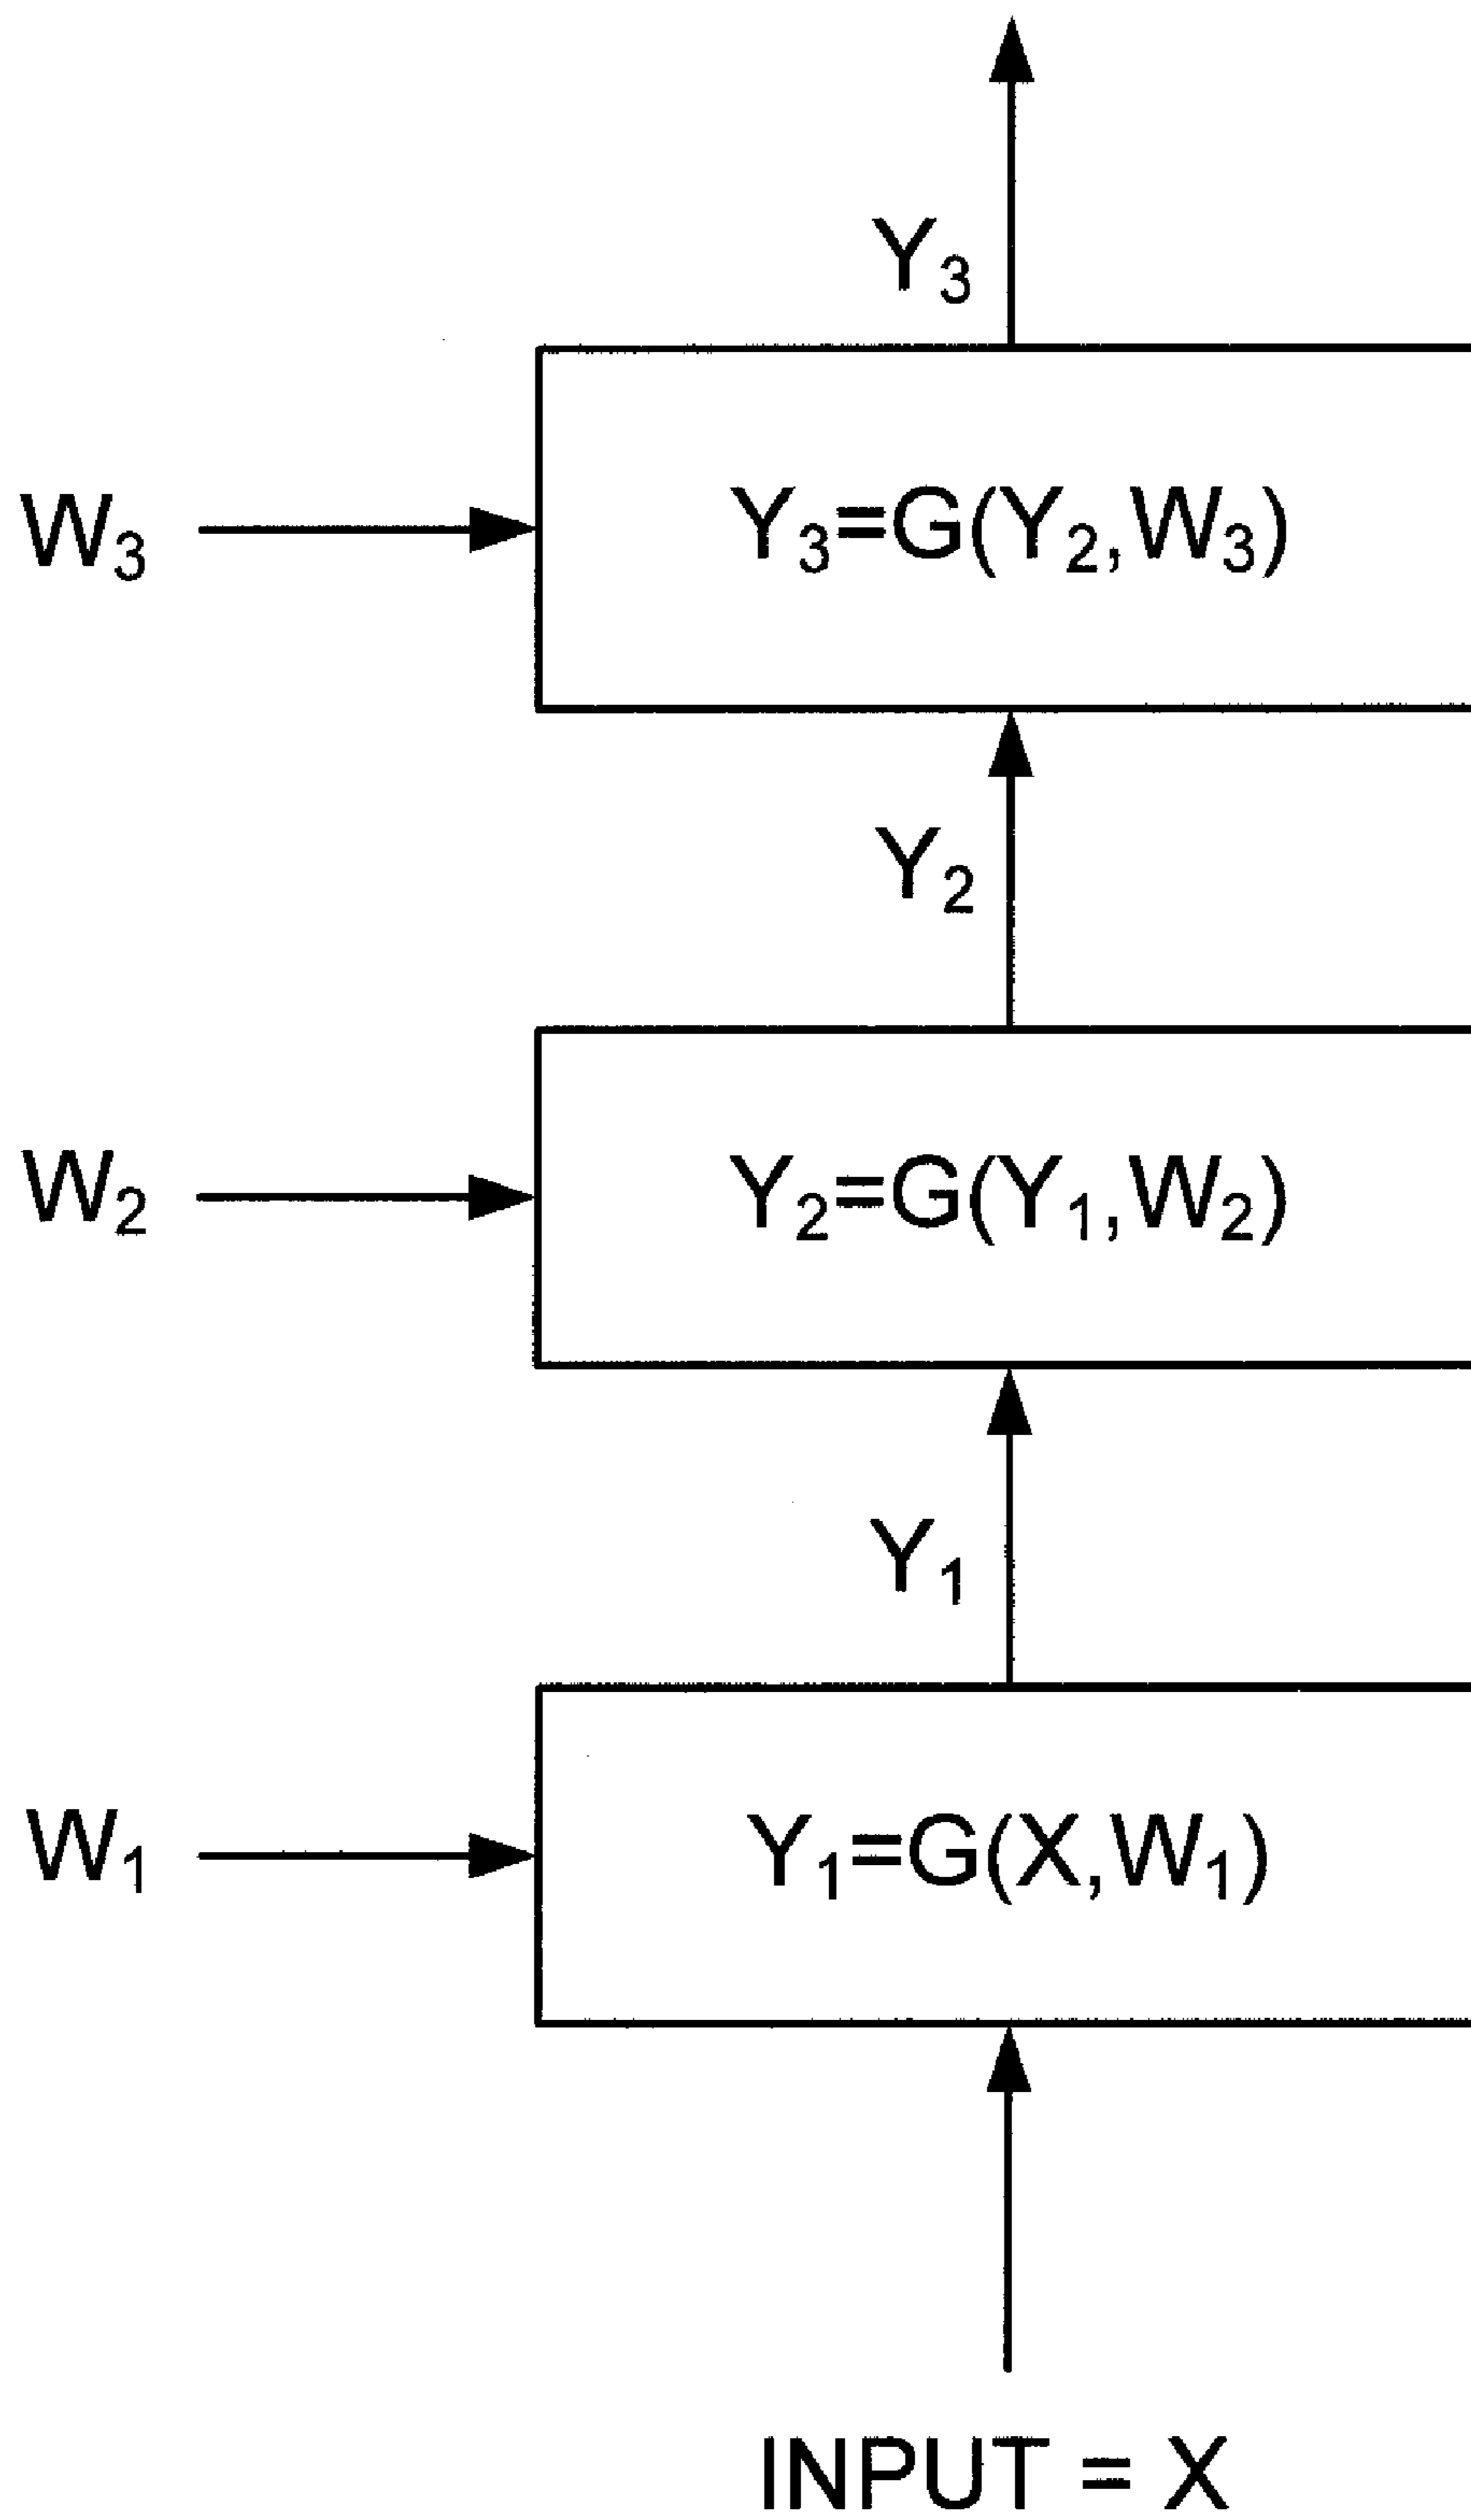 Y₃
W₃
Y₃=G(Y₂,W₃)
Y₂
W₂
Y₂=G(Y₁,W₂)
Y₁
W₁
Y₁=G(X,W₁)
INPUT = X